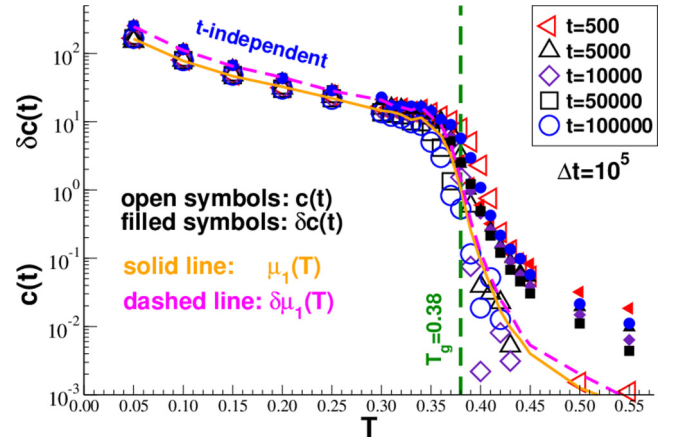 10³
10²
10¹
10⁰
10⁻¹
10⁻²
10⁻³
c(t) δc(t)
t-independent
t=500
t=5000
t=10000
t=50000
t=100000
Δt=10⁵
open symbols: c(t)
filled symbols: δc(t)
solid line: μ₁(T)
dashed line: δμ₁(T)
T_g=0.38
0.00 0.05 0.10 0.15 0.20 0.25 0.30 0.35 0.40 0.45 0.50 0.55
T